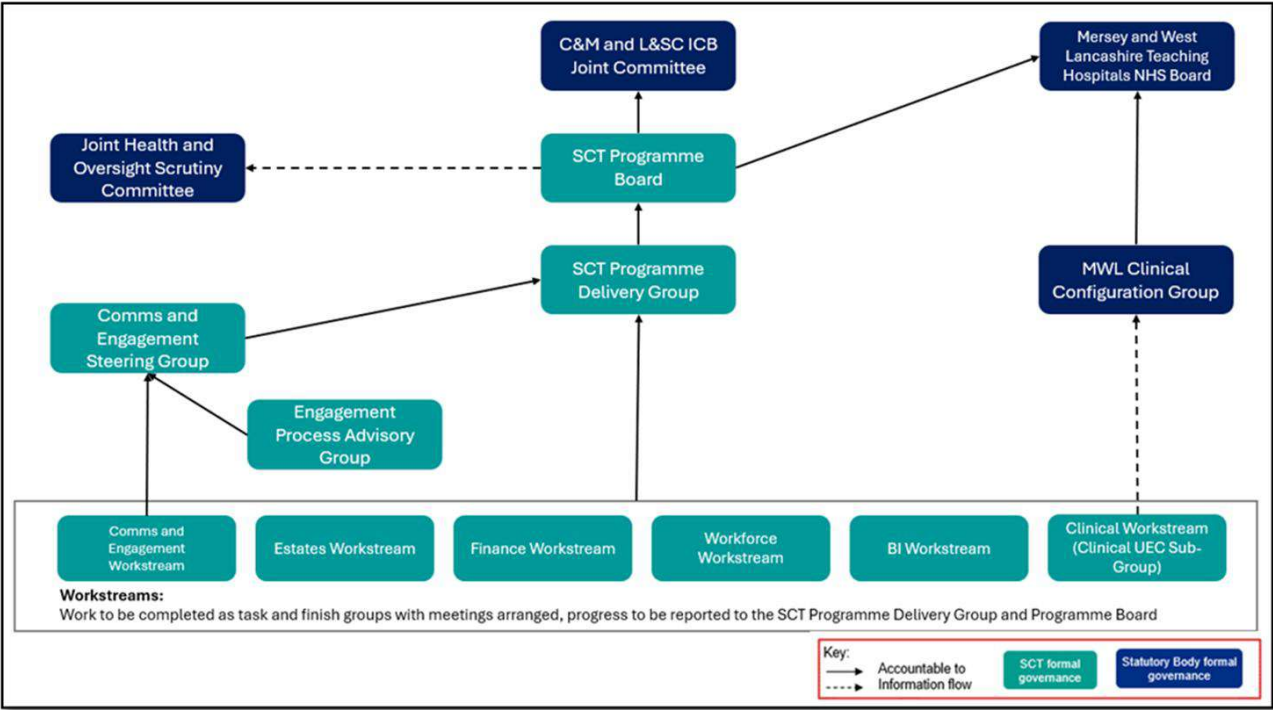 C&M and L&SC ICB
Joint Committee
Mersey and West
Lancashire Teaching
Hospitals NHS Board
Joint Health and
Oversight Scrutiny
Committee
SCT Programme
Board
SCT Programme
Delivery Group
MWL Clinical
Configuration Group
Comms and
Engagement
Steering Group
Engagement
Process Advisory
Group
Comms and
Engagement
Workstream
Estates Workstream
Finance Workstream
Workforce
Workstream
BI Workstream
Clinical Workstream
(Clinical UEC Sub-
Group)
Workstreams:
Work to be completed as task and finish groups with meetings arranged, progress to be reported to the SCT Programme Delivery Group and Programme Board
Key:
Accountable to
Information flow
SCT formal
governance
Statutory Body formal
governance